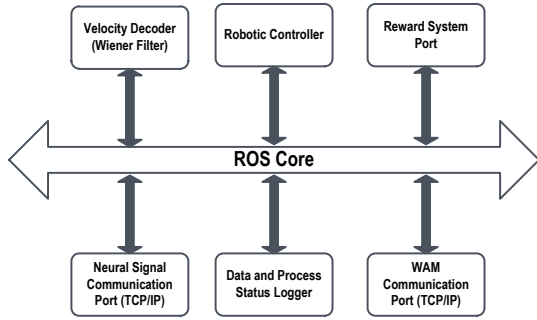 Velocity Decoder
(Wiener Filter)
Robotic Controller
Reward System
Port
ROS Core
Neural Signal
Communication
Port (TCP/IP)
Data and Process
Status Logger
WAM
Communication
Port (TCP/IP)